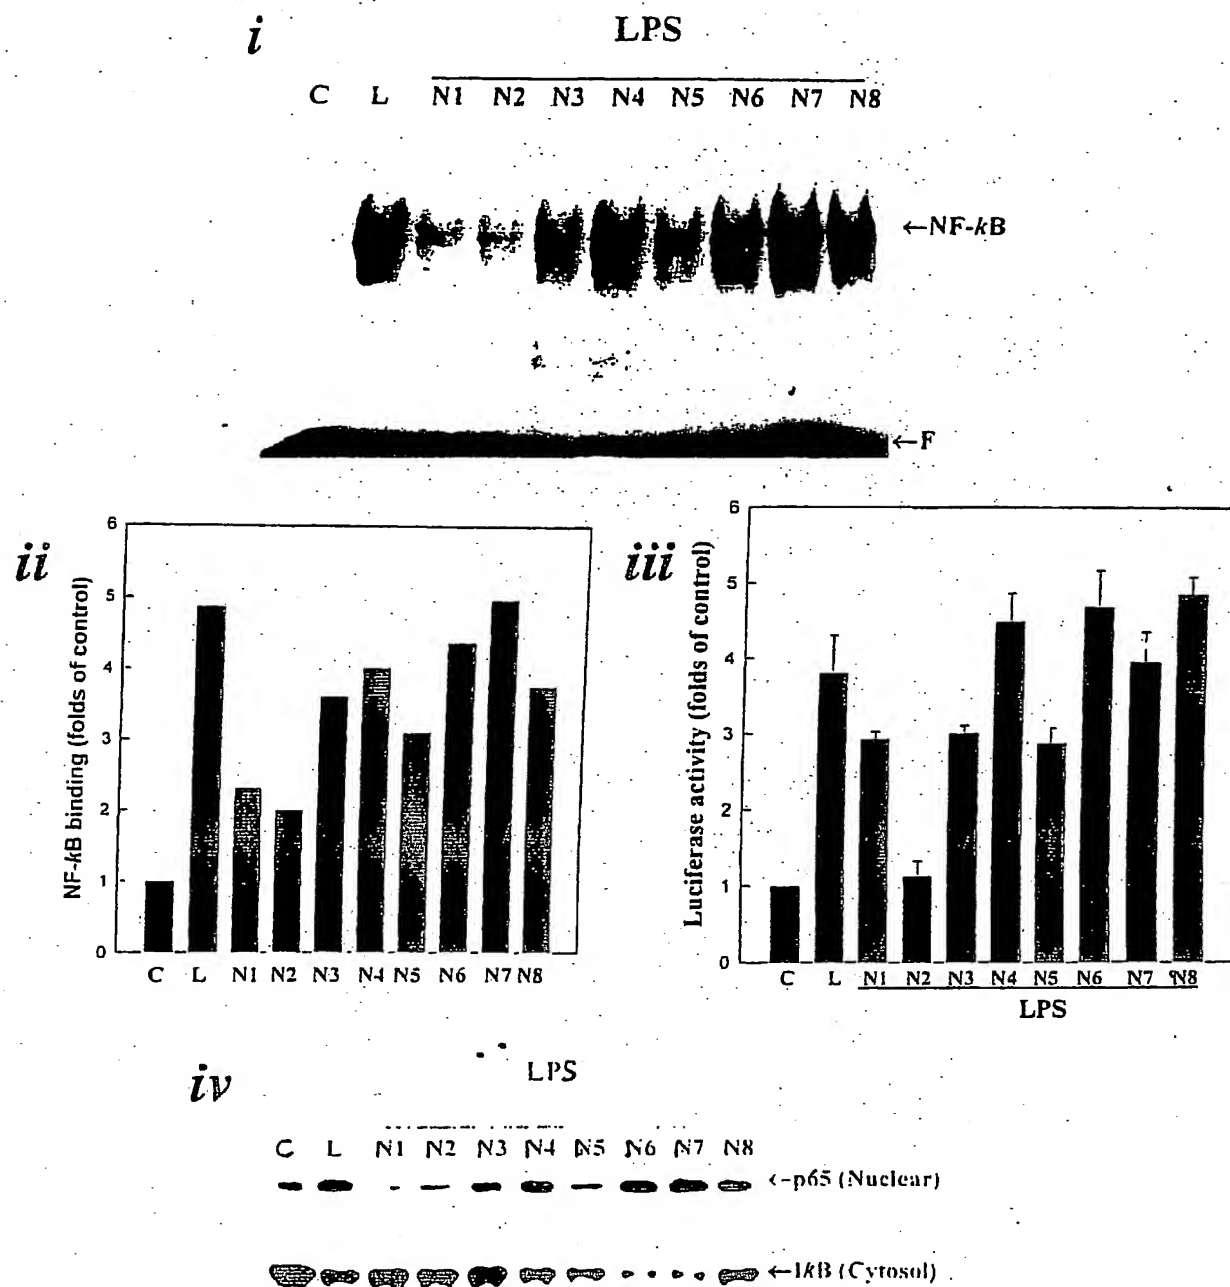 i LPS
C L N1 N2 N3 N4 N5 N6 N7 N8
←NF-kB
←F
ii
NF-kB binding (folds of control)
6
5
4
3
2
1
0
C L N1 N2 N3 N4 N5 N6 N7 N8
iii
Luciferase activity (folds of control)
6
5
4
3
2
1
0
C L N1 N2 N3 N4 N5 N6 N7 N8
LPS
iv LPS
C L N1 N2 N3 N4 N5 N6 N7 N8
←p65 (Nuclear)
←IkB (Cytosol)